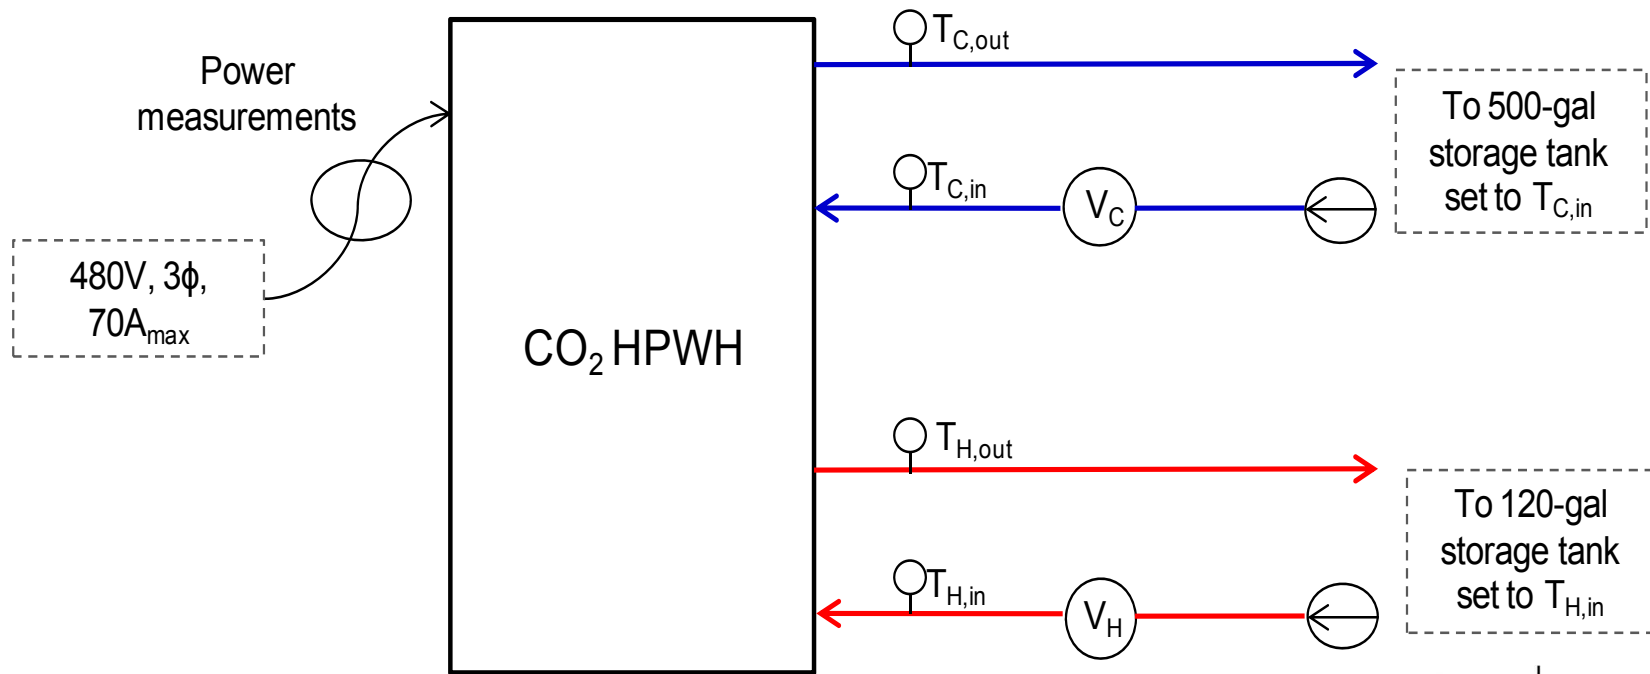 Power
measurements
480V, 3ϕ,
70A_max
CO₂ HPWH
T_C,out
T_C,in
V_C
To 500-gal
storage tank
set to T_C,in
T_H,out
T_H,in
V_H
To 120-gal
storage tank
set to T_H,in